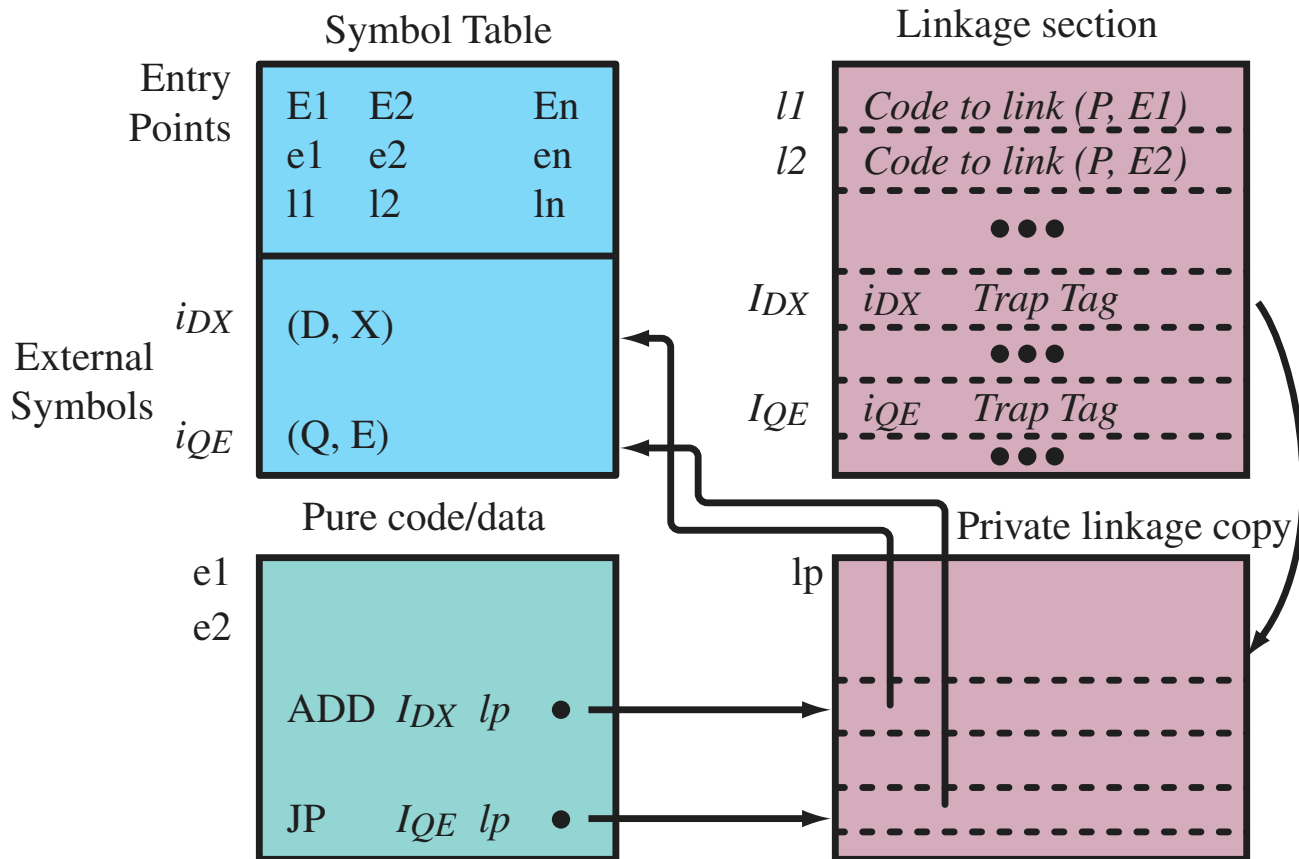 Symbol Table
Entry
Points
E1 E2 En
e1 e2 en
l1 l2 ln
External
Symbols
iDX (D, X)
iQE (Q, E)
Linkage section
l1 Code to link (P, E1)
l2 Code to link (P, E2)
IDX iDX Trap Tag
IQE iQE Trap Tag
Pure code/data
e1
e2
ADD IDX lp
JP IQE lp
Private linkage copy
lp